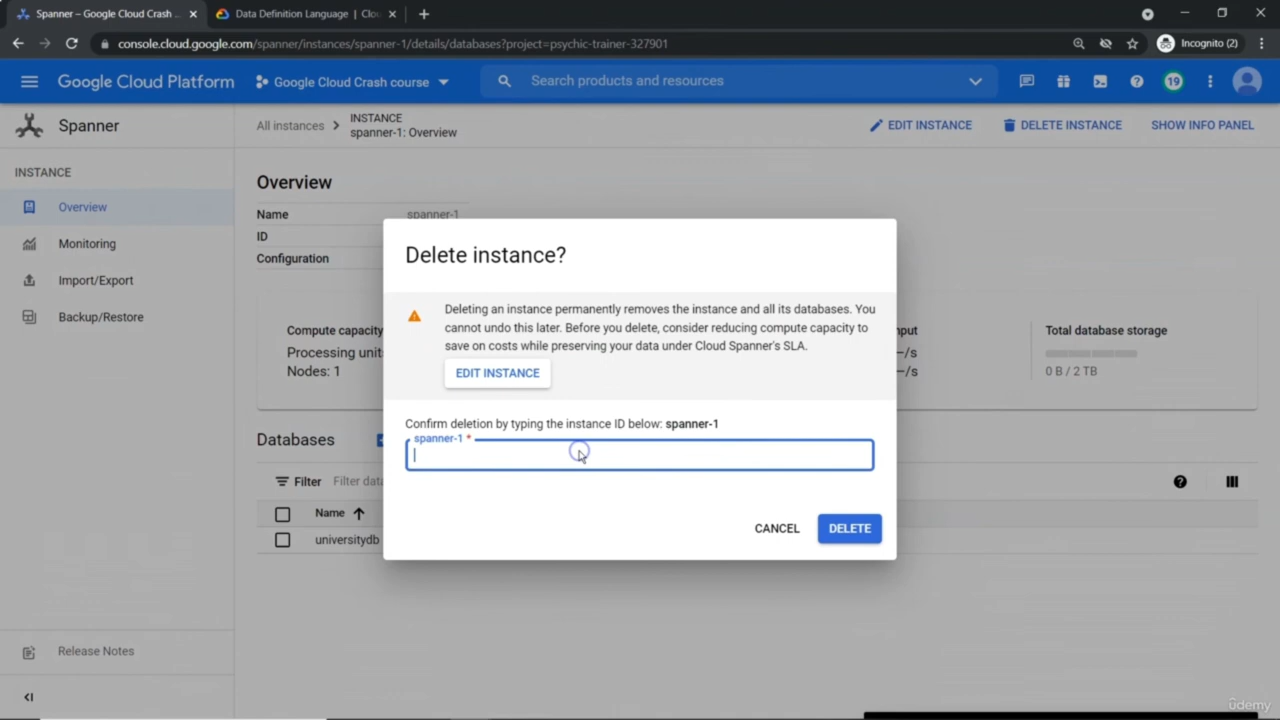 Spanner – Google Cloud Crash
Data Definition Language | Clo
console.cloud.google.com/spanner/instances/spanner-1/details/databases?project=psychic-trainer-327901
Incognito (2)
Google Cloud Platform
Google Cloud Crash course
Search products and resources
19
Spanner
All instances
INSTANCE
spanner-1: Overview
EDIT INSTANCE
DELETE INSTANCE
SHOW INFO PANEL
INSTANCE
Overview
Monitoring
Import/Export
Backup/Restore
Release Notes
Overview
Name spanner-1
ID
Configuration
Compute capacity
Processing unit
Nodes: 1
nput
—/s
—/s
Total database storage
0 B / 2 TB
Databases
Filter Filter data
Name
universitydb
Delete instance?
Deleting an instance permanently removes the instance and all its databases. You
cannot undo this later. Before you delete, consider reducing compute capacity to
save on costs while preserving your data under Cloud Spanner's SLA.
EDIT INSTANCE
Confirm deletion by typing the instance ID below: spanner-1
spanner-1 *
CANCEL
DELETE
ûdemy